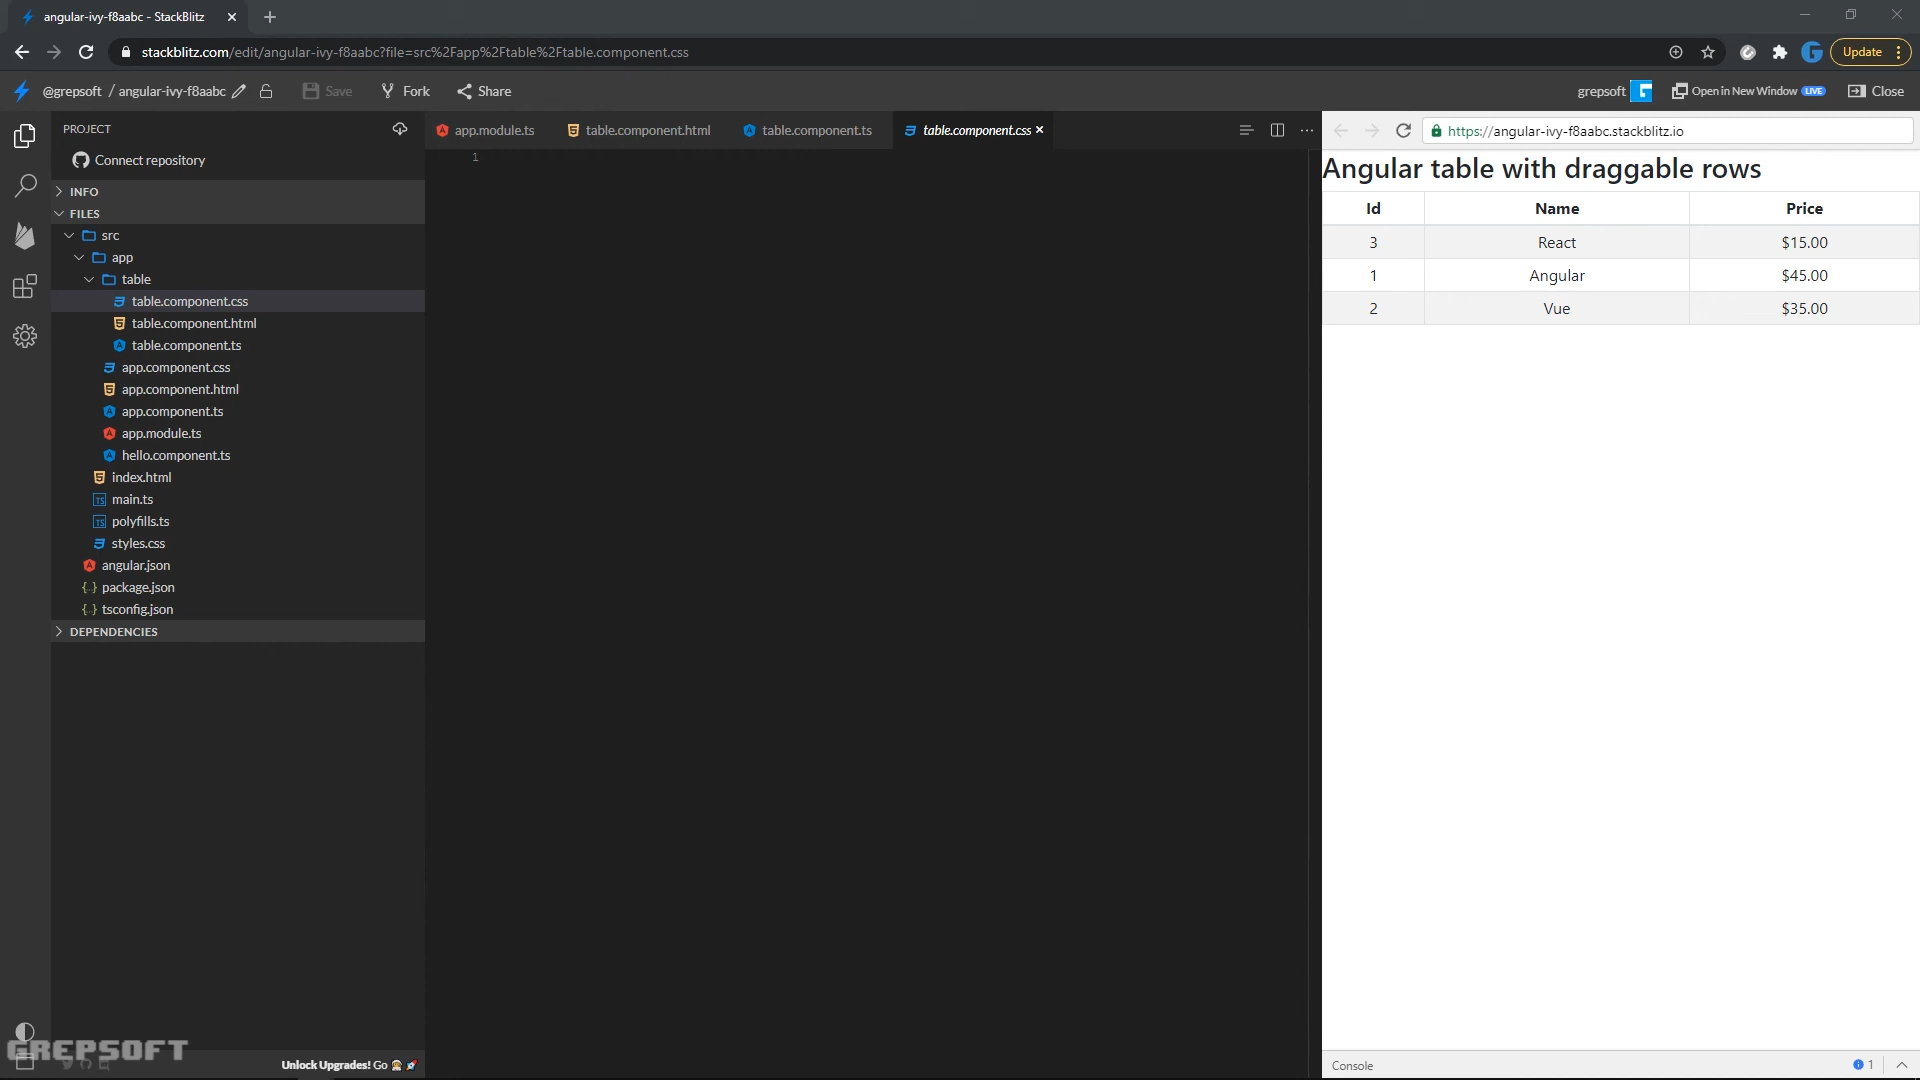 angular-ivy-f8aabc - StackBlitz
stackblitz.com/edit/angular-ivy-f8aabc?file=src%2Fapp%2Ftable%2Ftable.component.css
G
Update
@grepsoft / angular-ivy-f8aabc
Save
Fork
Share
grepsoft
Open in New Window LIVE
Close
PROJECT
Connect repository
INFO
FILES
src
app
table
table.component.css
table.component.html
table.component.ts
app.component.css
app.component.html
app.component.ts
app.module.ts
hello.component.ts
index.html
TS main.ts
TS polyfills.ts
styles.css
angular.json
package.json
tsconfig.json
DEPENDENCIES
GREPSOFT
Unlock Upgrades! Go
app.module.ts
table.component.html
table.component.ts
table.component.css
1
https://angular-ivy-f8aabc.stackblitz.io
Angular table with draggable rows
Id Name Price
3 React $15.00
1 Angular $45.00
2 Vue $35.00
Console
1